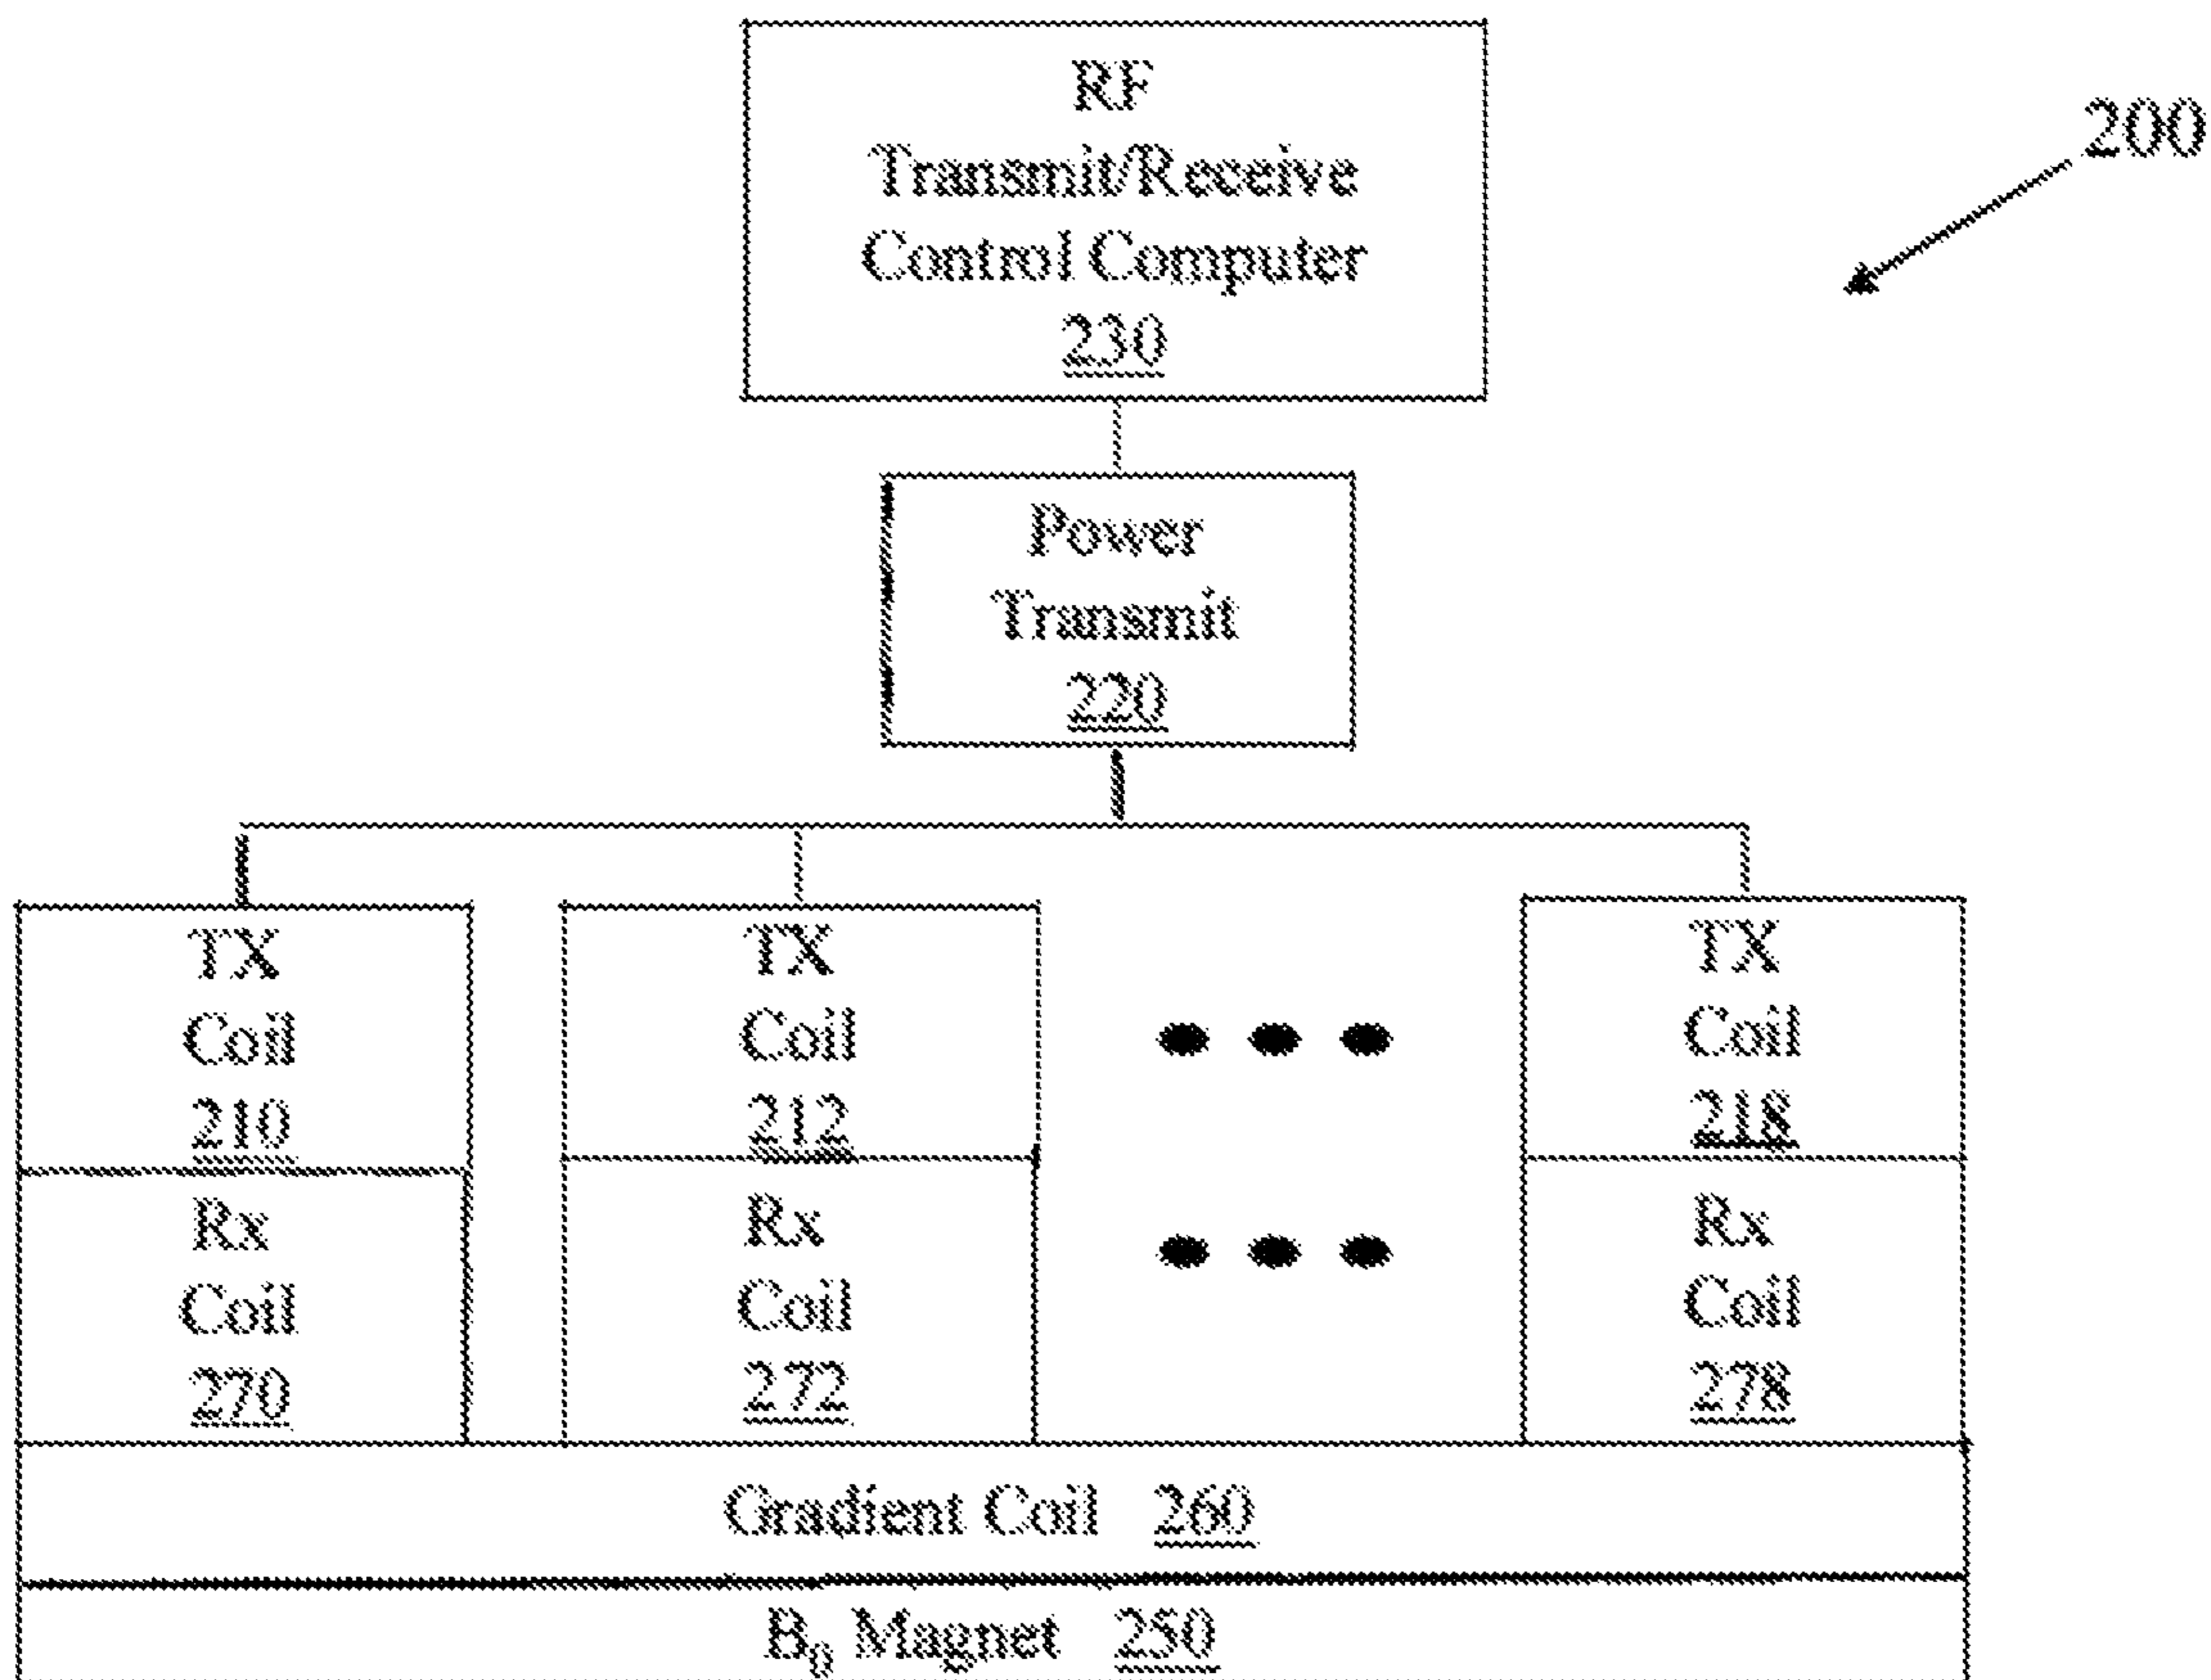 RF
Transmit/Receive
Control Computer
230
200
Power
Transmit
220
TX
Coil
210
TX
Coil
212
TX
Coil
218
Rx
Coil
270
Rx
Coil
272
Rx
Coil
278
Gradient Coil 260
B0 Magnet 250